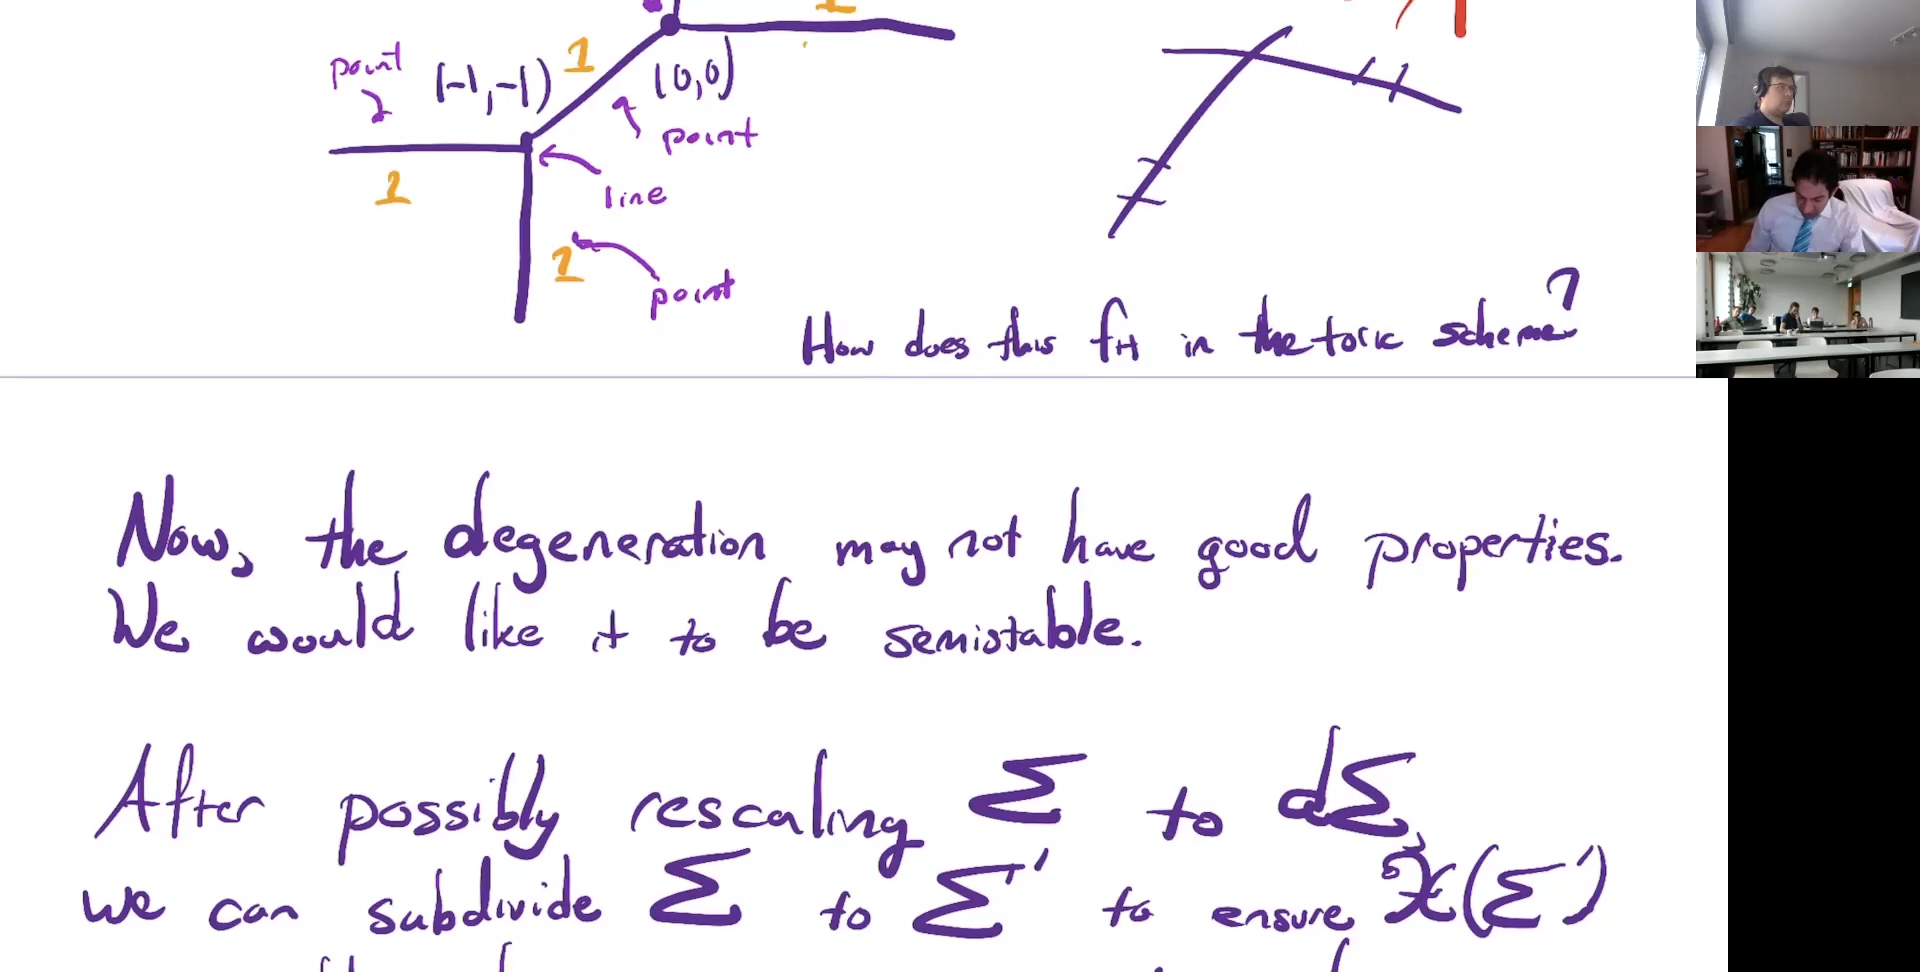 1
point
(-1,-1)
1
(0,0)
point
1
line
1
point
How does this fit in the toric scheme?
Now, the degeneration may not have good properties.
We would like it to be semistable.
After possibly rescaling Σ to dΣ,
we can subdivide Σ to Σ' to ensure 𝒳(Σ')